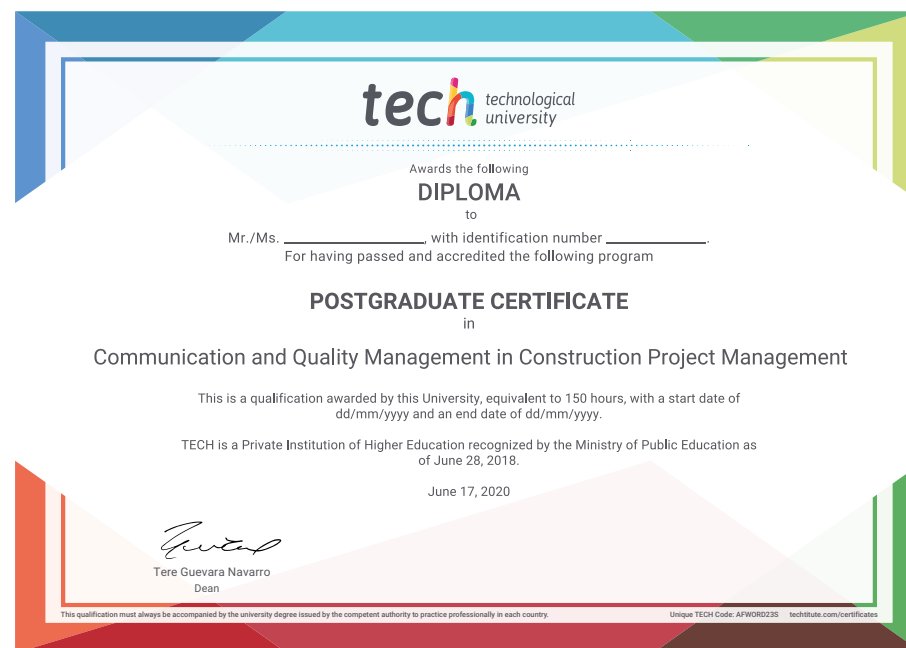 tech technological
university
Awards the following
DIPLOMA
to
Mr./Ms. ____________________, with identification number ______________.
For having passed and accredited the following program
POSTGRADUATE CERTIFICATE
in
Communication and Quality Management in Construction Project Management
This is a qualification awarded by this University, equivalent to 150 hours, with a start date of
dd/mm/yyyy and an end date of dd/mm/yyyy.
TECH is a Private Institution of Higher Education recognized by the Ministry of Public Education as
of June 28, 2018.
June 17, 2020
Tere Guevara Navarro
Dean
This qualification must always be accompanied by the university degree issued by the competent authority to practice professionally in each country. Unique TECH Code: AFWORD23S techtitute.com/certificates